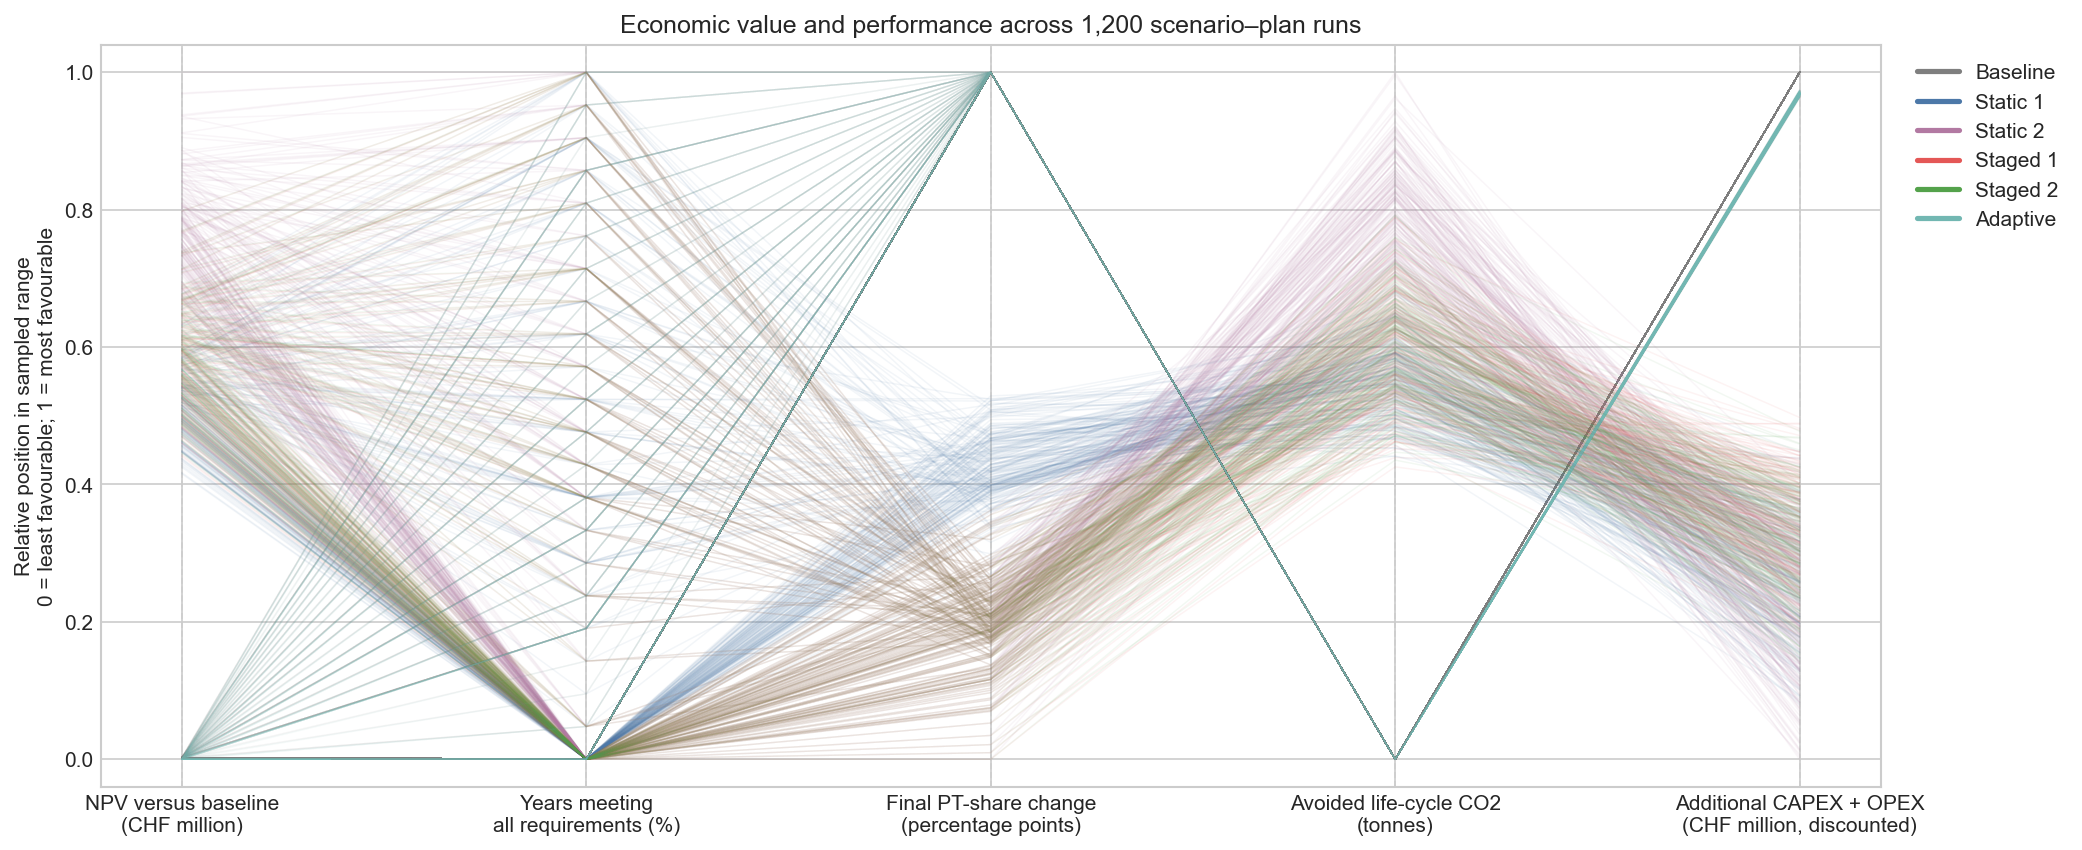 Economic value and performance across 1,200 scenario–plan runs
Relative position in sampled range
0 = least favourable; 1 = most favourable
1.0
0.8
0.6
0.4
0.2
0.0
NPV versus baseline
(CHF million)
Years meeting
all requirements (%)
Final PT-share change
(percentage points)
Avoided life-cycle CO2
(tonnes)
Additional CAPEX + OPEX
(CHF million, discounted)
Baseline
Static 1
Static 2
Staged 1
Staged 2
Adaptive